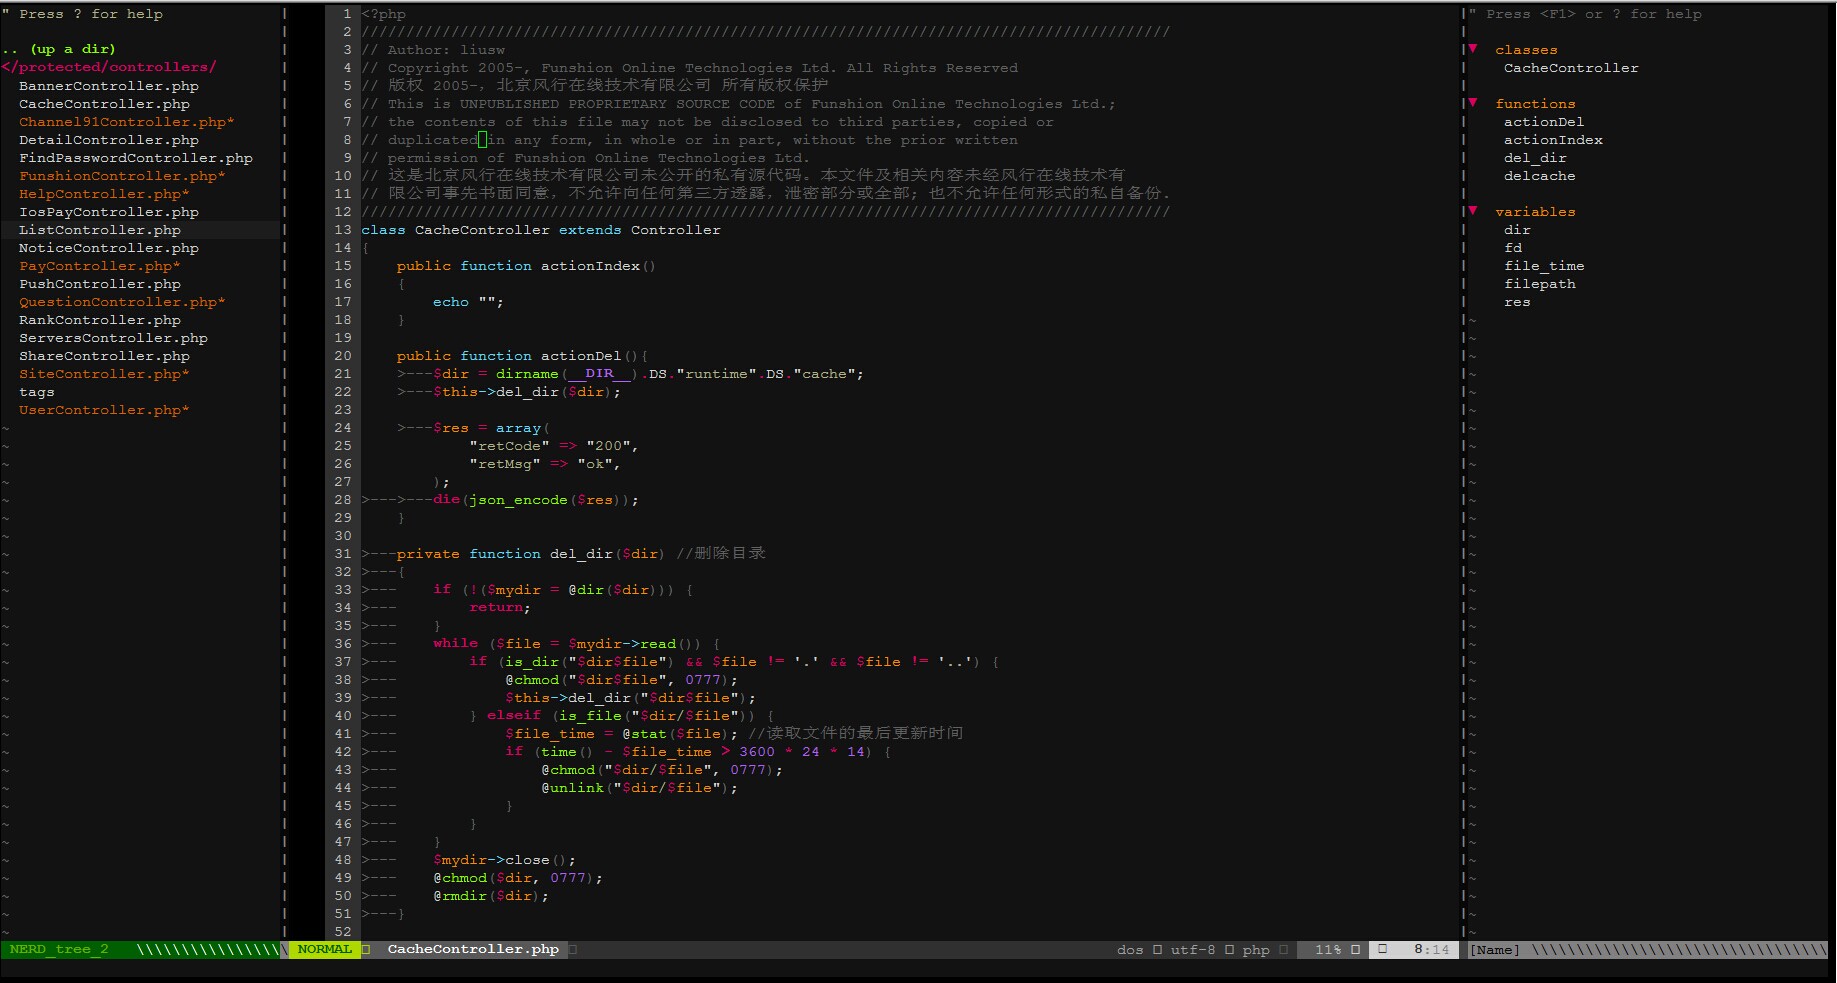 " Press ? for help
.. (up a dir)
</protected/controllers/
BannerController.php
CacheController.php
Channel91Controller.php*
DetailController.php
FindPasswordController.php
FunshionController.php*
HelpController.php*
IosPayController.php
ListController.php
NoticeController.php
PayController.php*
PushController.php
QuestionController.php*
RankController.php
ServersController.php
ShareController.php
SiteController.php*
tags
UserController.php*
NERD_tree_2 \\\\\\\\\\\\\\\\\
1 <?php
2 //////////////////////////////////////////////////////////////////////////////////////////
3 // Author: liusw
4 // Copyright 2005-, Funshion Online Technologies Ltd. All Rights Reserved
5 // 版权 2005-，北京风行在线技术有限公司 所有版权保护
6 // This is UNPUBLISHED PROPRIETARY SOURCE CODE of Funshion Online Technologies Ltd.;
7 // the contents of this file may not be disclosed to third parties, copied or
8 // duplicated in any form, in whole or in part, without the prior written
9 // permission of Funshion Online Technologies Ltd.
10 // 这是北京风行在线技术有限公司未公开的私有源代码。本文件及相关内容未经风行在线技术有
11 // 限公司事先书面同意，不允许向任何第三方透露，泄密部分或全部; 也不允许任何形式的私自备份.
12 //////////////////////////////////////////////////////////////////////////////////////////
13 class CacheController extends Controller
14 {
15     public function actionIndex()
16     {
17         echo "";
18     }
19
20     public function actionDel(){
21     >---$dir = dirname(__DIR__).DS."runtime".DS."cache";
22     >---$this->del_dir($dir);
23
24     >---$res = array(
25             "retCode" => "200",
26             "retMsg" => "ok",
27         );
28 >--->---die(json_encode($res));
29     }
30
31 >---private function del_dir($dir) //删除目录
32 >---{
33 >---    if (!($mydir = @dir($dir))) {
34 >---        return;
35 >---    }
36 >---    while ($file = $mydir->read()) {
37 >---        if (is_dir("$dir$file") && $file != '.' && $file != '..') {
38 >---            @chmod("$dir$file", 0777);
39 >---            $this->del_dir("$dir$file");
40 >---        } elseif (is_file("$dir/$file")) {
41 >---            $file_time = @stat($file); //读取文件的最后更新时间
42 >---            if (time() - $file_time > 3600 * 24 * 14) {
43 >---                @chmod("$dir/$file", 0777);
44 >---                @unlink("$dir/$file");
45 >---            }
46 >---        }
47 >---    }
48 >---    $mydir->close();
49 >---    @chmod($dir, 0777);
50 >---    @rmdir($dir);
51 >---}
52
NORMAL CacheController.php dos utf-8 php 11% 8:14
" Press <F1> or ? for help
▼ classes
CacheController
▼ functions
actionDel
actionIndex
del_dir
delcache
▼ variables
dir
fd
file_time
filepath
res
[Name] \\\\\\\\\\\\\\\\\\\\\\\\\\\\\\\\\